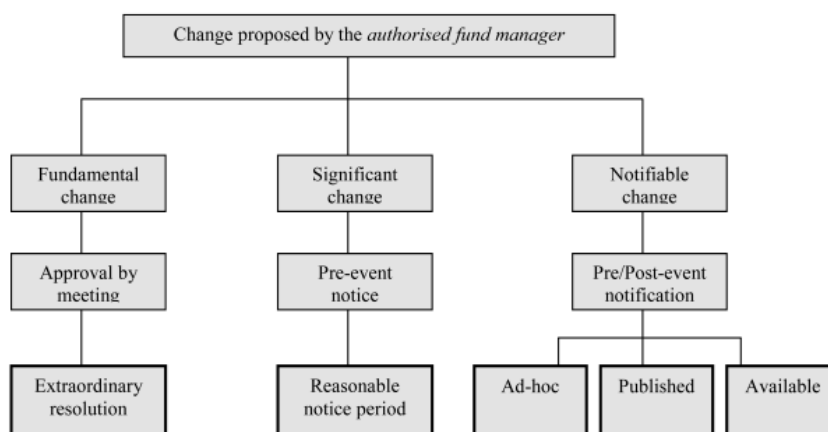 Change proposed by the authorised fund manager
Fundamental
change
Significant
change
Notifiable
change
Approval by
meeting
Pre-event
notice
Pre/Post-event
notification
Extraordinary
resolution
Reasonable
notice period
Ad-hoc
Published
Available